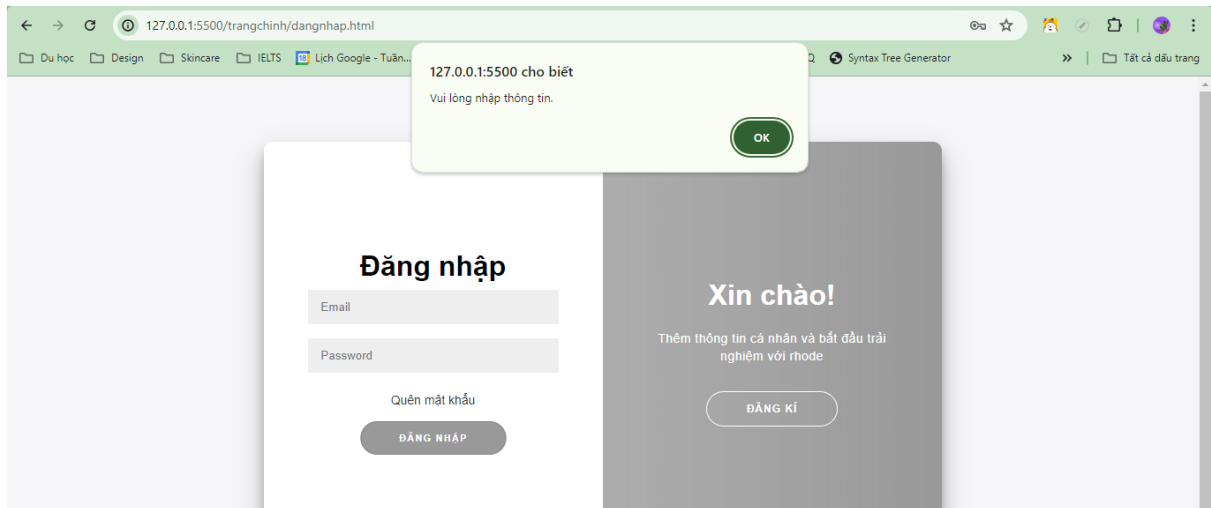 127.0.0.1:5500/trangchinh/dangnhap.html
Du học Design Skincare IELTS 18 Lịch Google - Tuần... Syntax Tree Generator » Tất cả dấu trang
127.0.0.1:5500 cho biết
Vui lòng nhập thông tin.
OK
Đăng nhập
Email
Password
Quên mật khẩu
ĐĂNG NHẬP
Xin chào!
Thêm thông tin cá nhân và bắt đầu trải
nghiệm với rhode
ĐĂNG KÍ